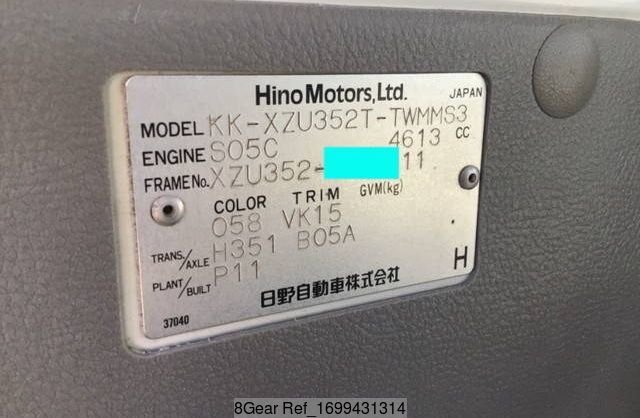 Hino Motors, Ltd. JAPAN
MODEL KK-XZU352T-TWMMS3
ENGINE S05C 4613 CC
FRAME No. XZU352- 11
COLOR TRIM GVM(kg)
058 VK15
TRANS./AXLE H351 B05A
PLANT/BUILT P11
日野自動車株式会社 H
37040
8Gear Ref_1699431314